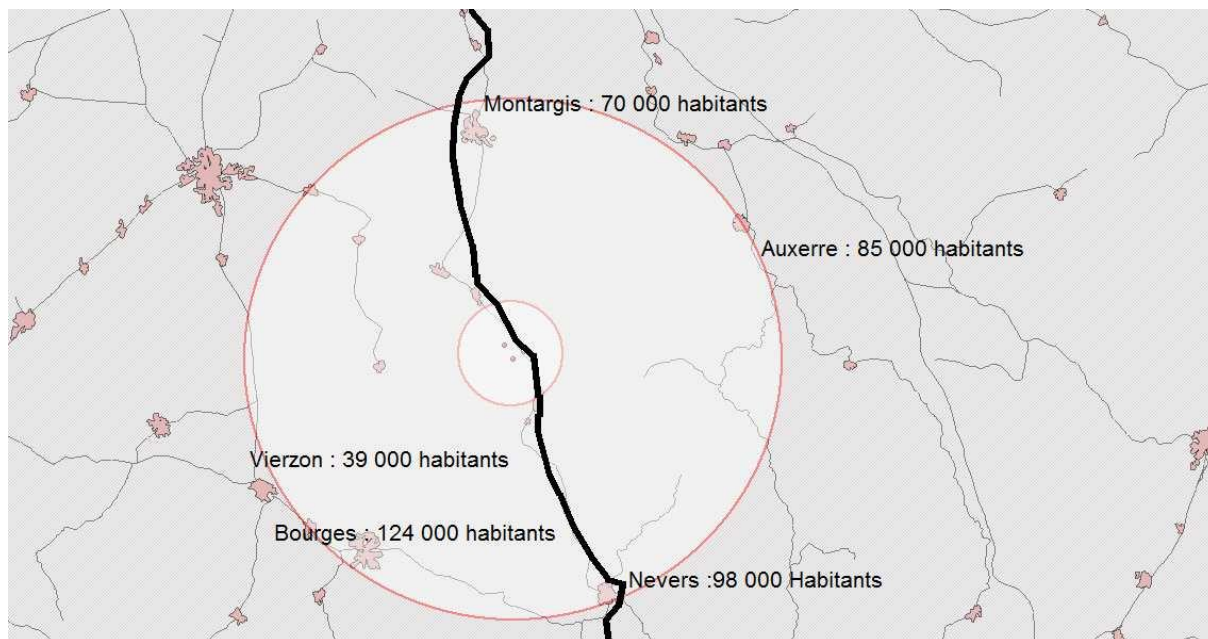 Montargis : 70 000 habitants
Auxerre : 85 000 habitants
Vierzon : 39 000 habitants
Bourges : 124 000 habitants
Nevers :98 000 Habitants